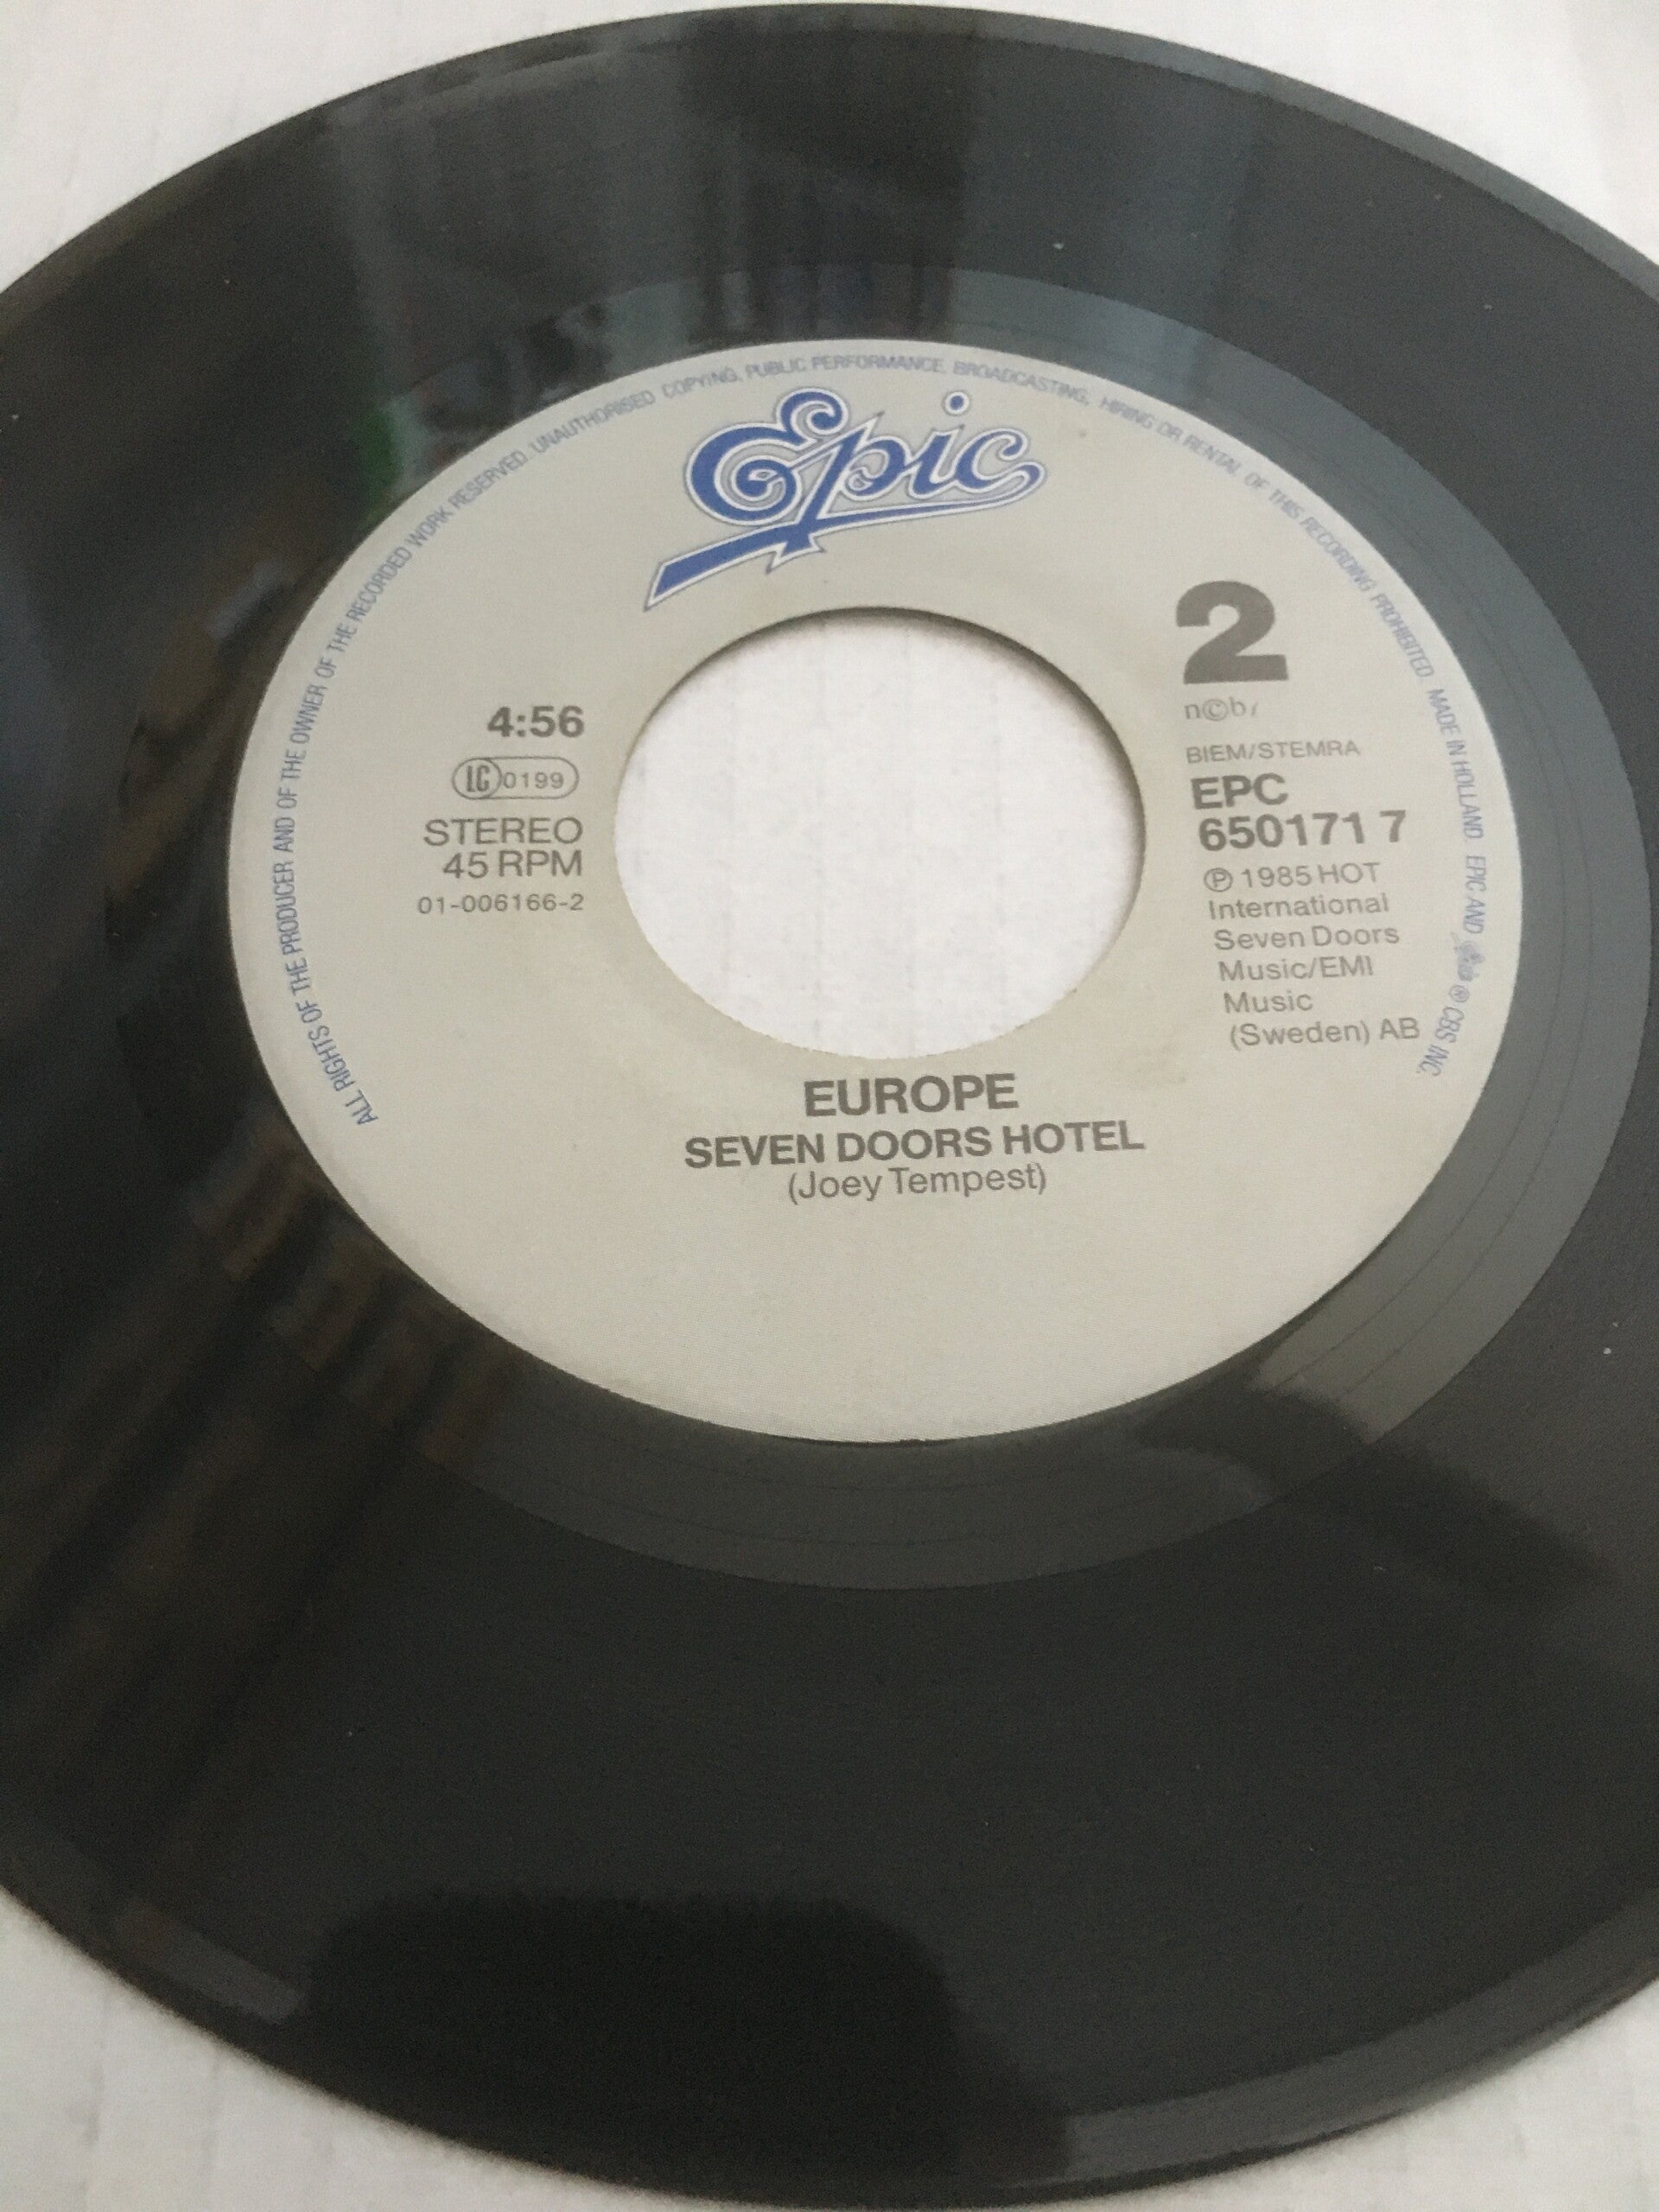 ALL RIGHTS OF THE PRODUCER AND OF THE OWNER OF THE RECORDED WORK RESERVED. UNAUTHORISED COPYING, PUBLIC PERFORMANCE, BROADCASTING, HIRING OR RENTAL OF THIS RECORDING PROHIBITED. MADE IN HOLLAND. EPIC AND ® CBS INC.
Epic
2
n©b
4:56
LC 0199
STEREO
45 RPM
01-006166-2
BIEM/STEMRA
EPC
650171 7
℗ 1985 HOT
International
Seven Doors
Music/EMI
Music
(Sweden) AB
EUROPE
SEVEN DOORS HOTEL
(Joey Tempest)